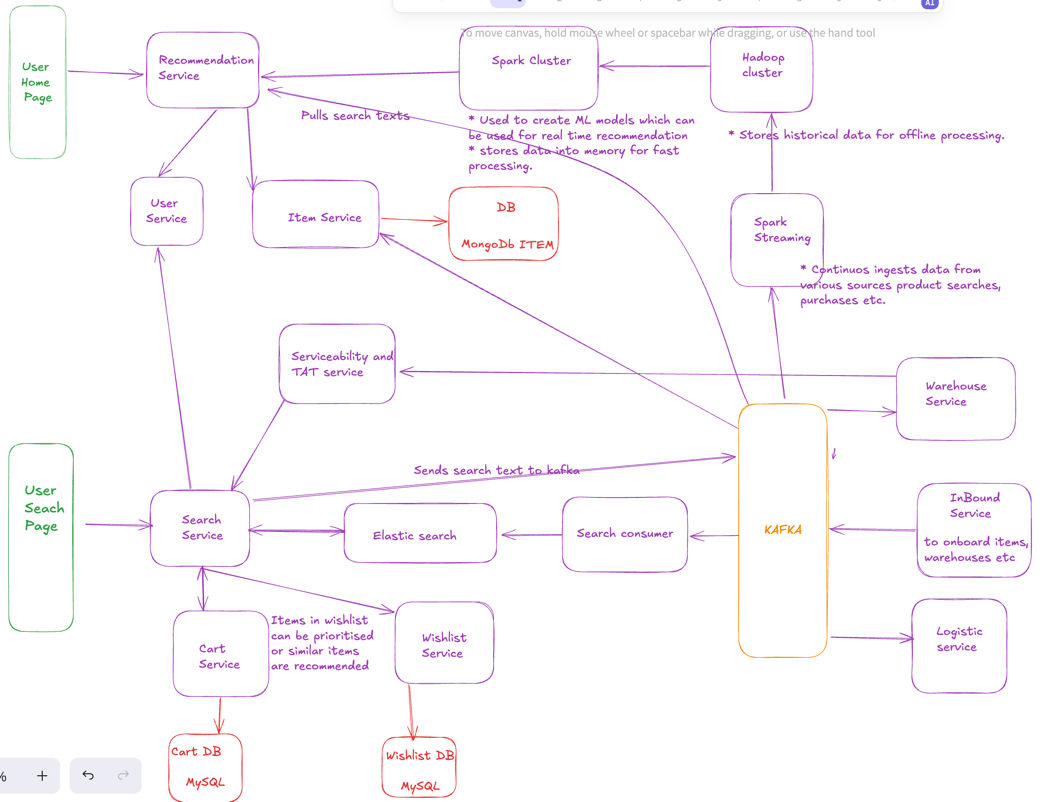 AI
To move canvas, hold mouse wheel or spacebar while dragging, or use the hand tool
User
Home
Page
Recommendation
Service
Spark Cluster
Hadoop
cluster
Pulls search texts
* Used to create ML models which can
be used for real time recommendation
* stores data into memory for fast
processing.
* Stores historical data for offline processing.
User
Service
Item Service
DB
MongoDb ITEM
Spark
Streaming
* Continuos ingests data from
various sources product searches,
purchases etc.
Serviceability and
TAT service
Warehouse
Service
User
Seach
Page
Sends search text to kafka
Search
Service
Elastic search
Search consumer
KAFKA
InBound
Service
to onboard items,
warehouses etc
Cart
Service
Items in wishlist
can be prioritised
or similar items
are recommended
Wishlist
Service
Logistic
service
Cart DB
MySQL
Wishlist DB
MySQL
%